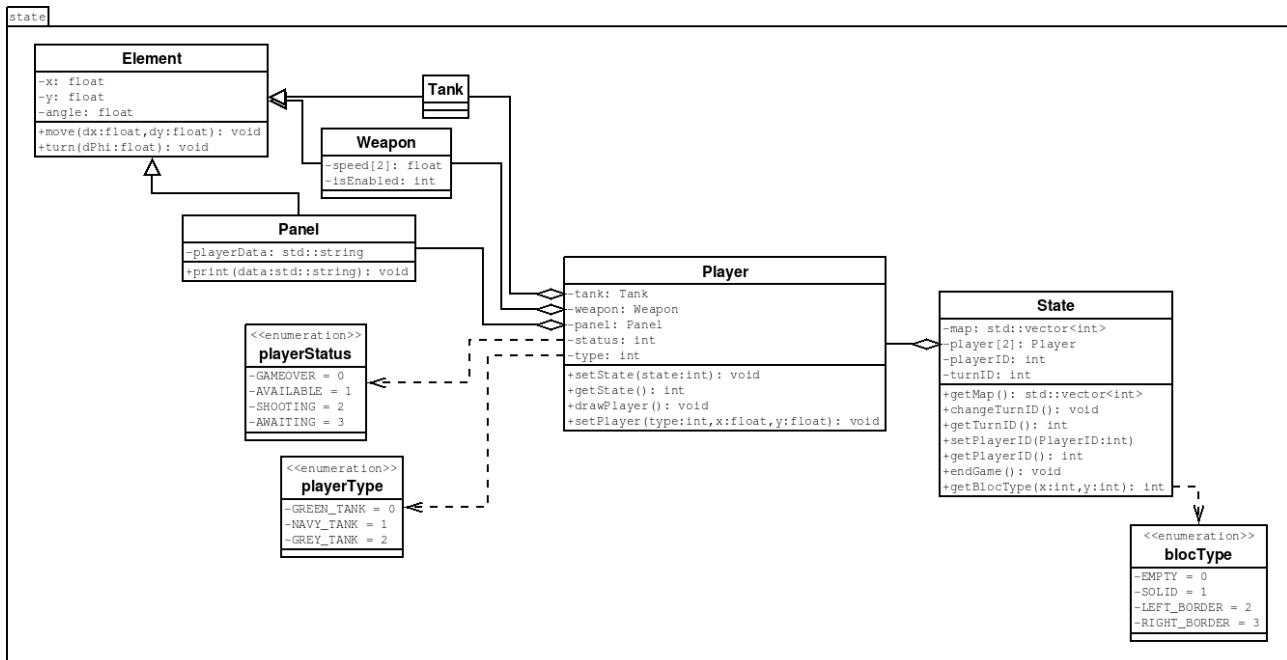 state
Element
-x: float
-y: float
-angle: float
+move(dx:float,dy:float): void
+turn(dPhi:float): void
Tank
Weapon
-speed[2]: float
-isEnabled: int
Panel
-playerData: std::string
+print(data:std::string): void
Player
-tank: Tank
-weapon: Weapon
-panel: Panel
-status: int
-type: int
+setState(state:int): void
+getState(): int
+drawPlayer(): void
+setPlayer(type:int,x:float,y:float): void
State
-map: std::vector<int>
-player[2]: Player
-playerID: int
-turnID: int
+getMap(): std::vector<int>
+changeTurnID(): void
+getTurnID(): int
+setPlayerID(PlayerID:int)
+getPlayerID(): int
+endGame(): void
+getBlocType(x:int,y:int): int
<<enumeration>>
playerStatus
-GAMEOVER = 0
-AVAILABLE = 1
-SHOOTING = 2
-AWAITING = 3
<<enumeration>>
playerType
-GREEN_TANK = 0
-NAVY_TANK = 1
-GREY_TANK = 2
<<enumeration>>
blocType
-EMPTY = 0
-SOLID = 1
-LEFT_BORDER = 2
-RIGHT_BORDER = 3